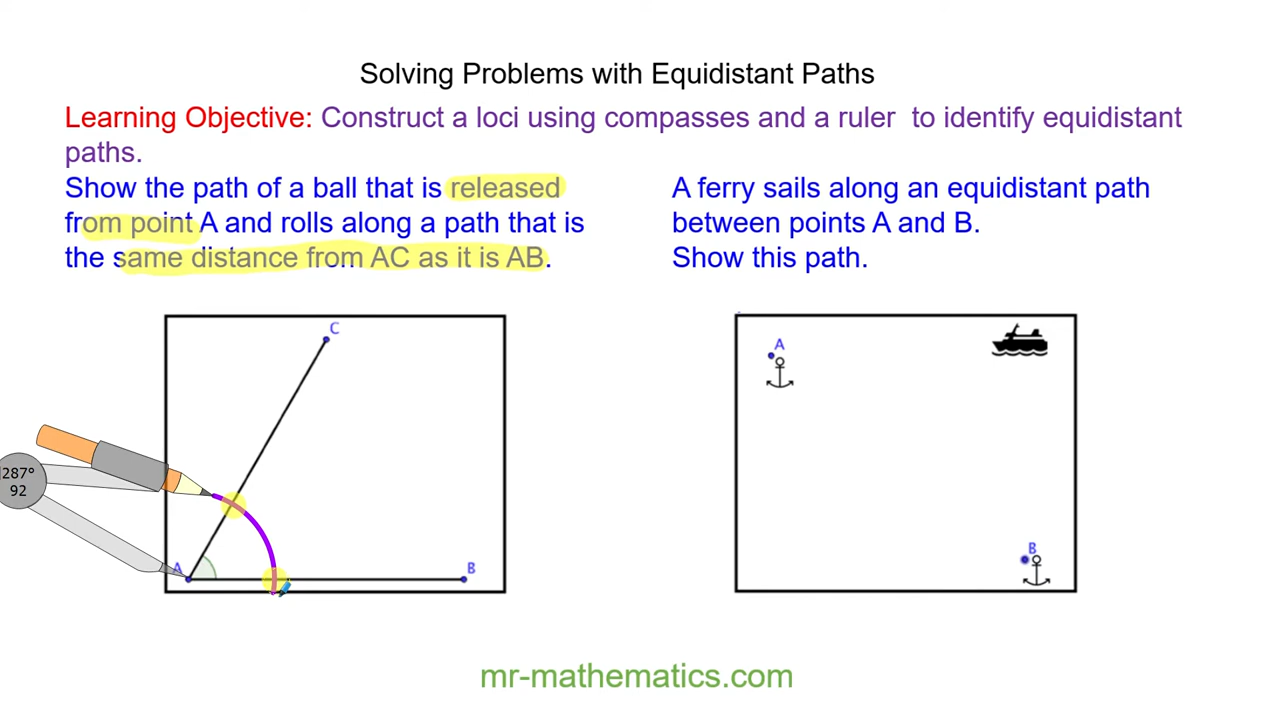 Solving Problems with Equidistant Paths
Learning Objective: Construct a loci using compasses and a ruler to identify equidistant
paths.
Show the path of a ball that is released
from point A and rolls along a path that is
the same distance from AC as it is AB.
A ferry sails along an equidistant path
between points A and B.
Show this path.
C
287°
92
A
B
A
B
mr-mathematics.com